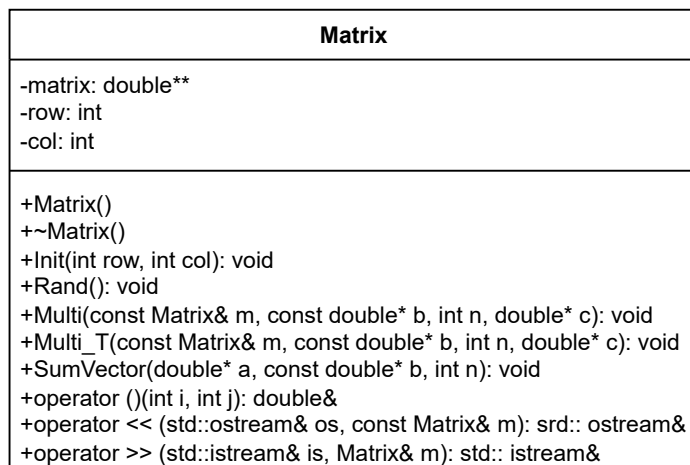 Matrix
-matrix: double**
-row: int
-col: int
+Matrix()
+~Matrix()
+Init(int row, int col): void
+Rand(): void
+Multi(const Matrix& m, const double* b, int n, double* c): void
+Multi_T(const Matrix& m, const double* b, int n, double* c): void
+SumVector(double* a, const double* b, int n): void
+operator ()(int i, int j): double&
+operator << (std::ostream& os, const Matrix& m): srd:: ostream&
+operator >> (std::istream& is, Matrix& m): std:: istream&